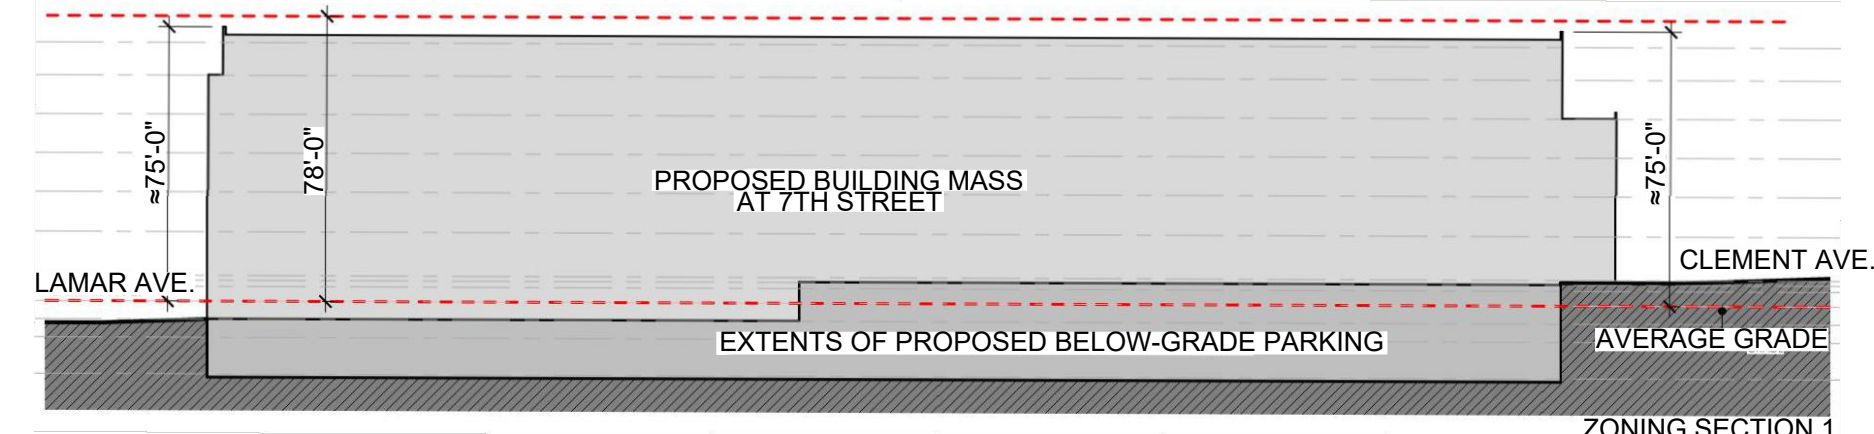 ≈75'-0"
78'-0"
PROPOSED BUILDING MASS
AT 7TH STREET
≈75'-0"
LAMAR AVE.
CLEMENT AVE.
EXTENTS OF PROPOSED BELOW-GRADE PARKING
AVERAGE GRADE
ZONING SECTION 1